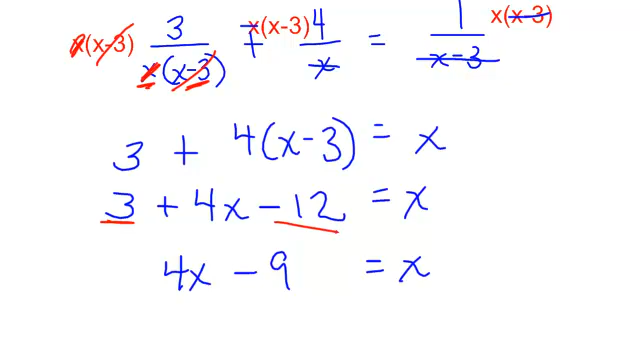 x(x-3) 3/(x(x-3)) + x(x-3) 4/x = 1/(x-3) x(x-3)
3 + 4(x-3) = x
3 + 4x - 12 = x
4x - 9 = x